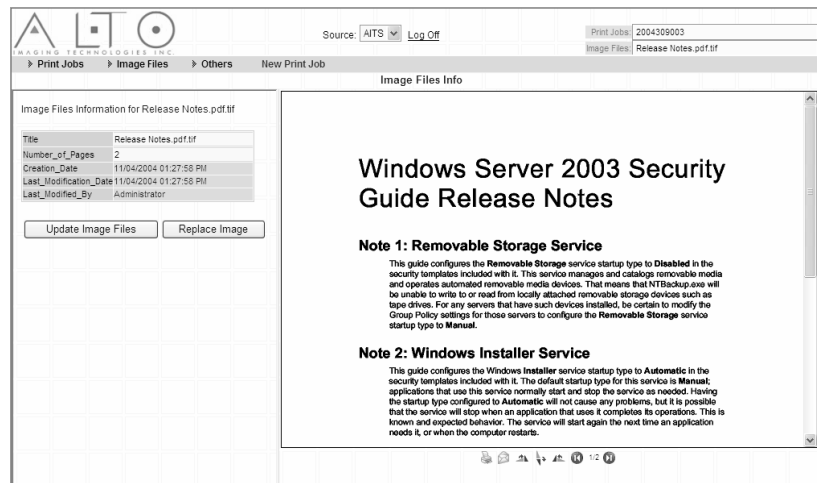 ALTO
IMAGING TECHNOLOGIES INC.
Source: AITS Log Off
Print Jobs: 2004309003
Image Files: Release Notes.pdf.tif
Print Jobs Image Files Others New Print Job
Image Files Info
Image Files Information for Release Notes.pdf.tif
Title Release Notes.pdf.tif
Number_of_Pages 2
Creation_Date 11/04/2004 01:27:58 PM
Last_Modification_Date 11/04/2004 01:27:58 PM
Last_Modified_By Administrator
Update Image Files Replace Image
Windows Server 2003 Security
Guide Release Notes
Note 1: Removable Storage Service
This guide configures the Removable Storage service startup type to Disabled in the
security templates included with it. This service manages and catalogs removable media
and operates automated removable media devices. That means that NTBackup.exe will
be unable to write to or read from locally attached removable storage devices such as
tape drives. For any servers that have such devices installed, be certain to modify the
Group Policy settings for those servers to configure the Removable Storage service
startup type to Manual.
Note 2: Windows Installer Service
This guide configures the Windows Installer service startup type to Automatic in the
security templates included with it. The default startup type for this service is Manual;
applications that use this service normally start and stop the service as needed. Having
the startup type configured to Automatic will not cause any problems, but it is possible
that the service will stop when an application that uses it completes its operations. This is
known and expected behavior. The service will start again the next time an application
needs it, or when the computer restarts.
1/2